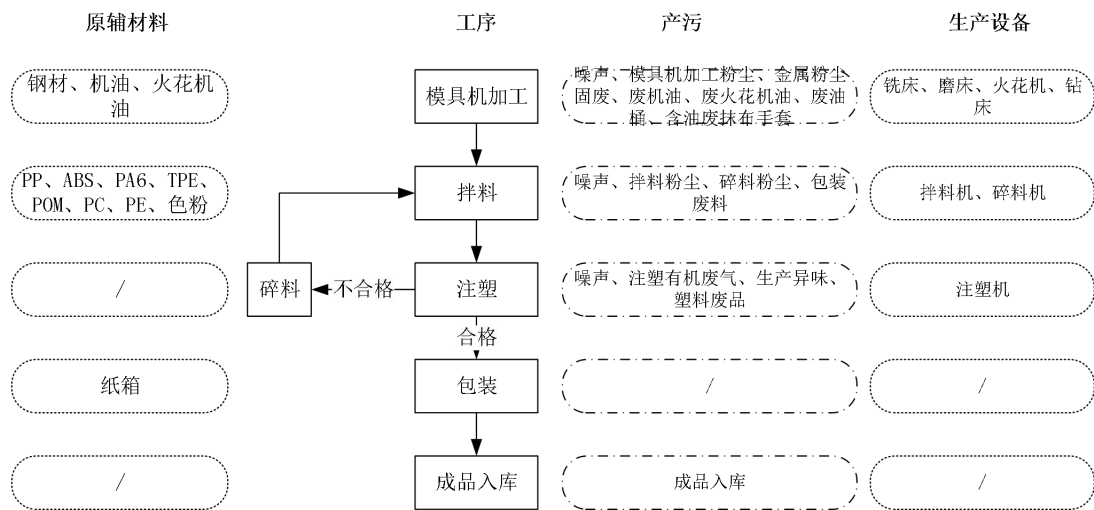 原辅材料
工序
产污
生产设备
钢材、机油、火花机
油
模具机加工
噪声、模具机加工粉尘、金属粉尘
固废、废机油、废火花机油、废油
桶、含油废抹布手套
铣床、磨床、火花机、钻
床
PP、ABS、PA6、TPE、
POM、PC、PE、色粉
拌料
噪声、拌料粉尘、碎料粉尘、包装
废料
拌料机、碎料机
/
碎料
不合格
注塑
噪声、注塑有机废气、生产异味、
塑料废品
注塑机
合格
纸箱
包装
/
/
/
成品入库
成品入库
/